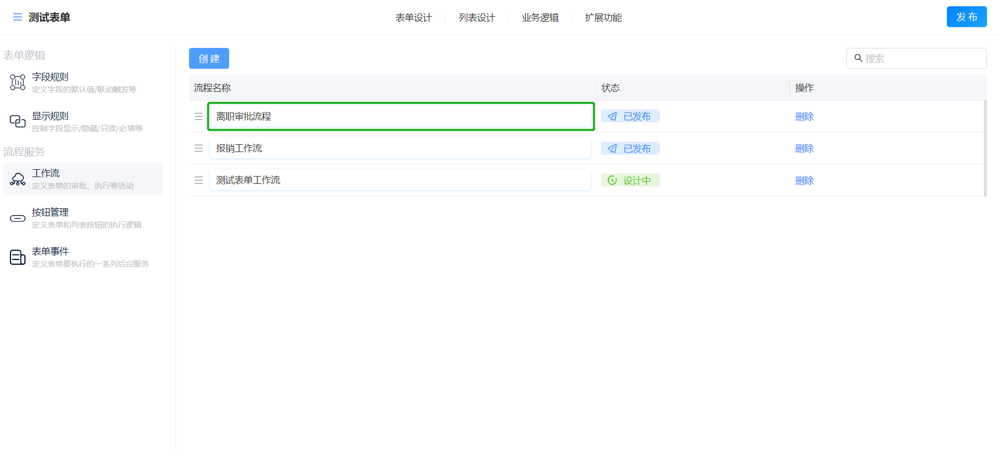 测试表单
表单设计
列表设计
业务逻辑
扩展功能
发布
表单逻辑
字段规则
定义字段的默认值/联动触发等
显示规则
控制字段显示/隐藏/只读/必填等
流程服务
工作流
定义表单的审批、执行等活动
按钮管理
定义表单和列表按钮的执行逻辑
表单事件
定义表单要执行的一系列后台服务
创建
搜索
流程名称 状态 操作
离职审批流程 已发布 删除
报销工作流 已发布 删除
测试表单工作流 设计中 删除